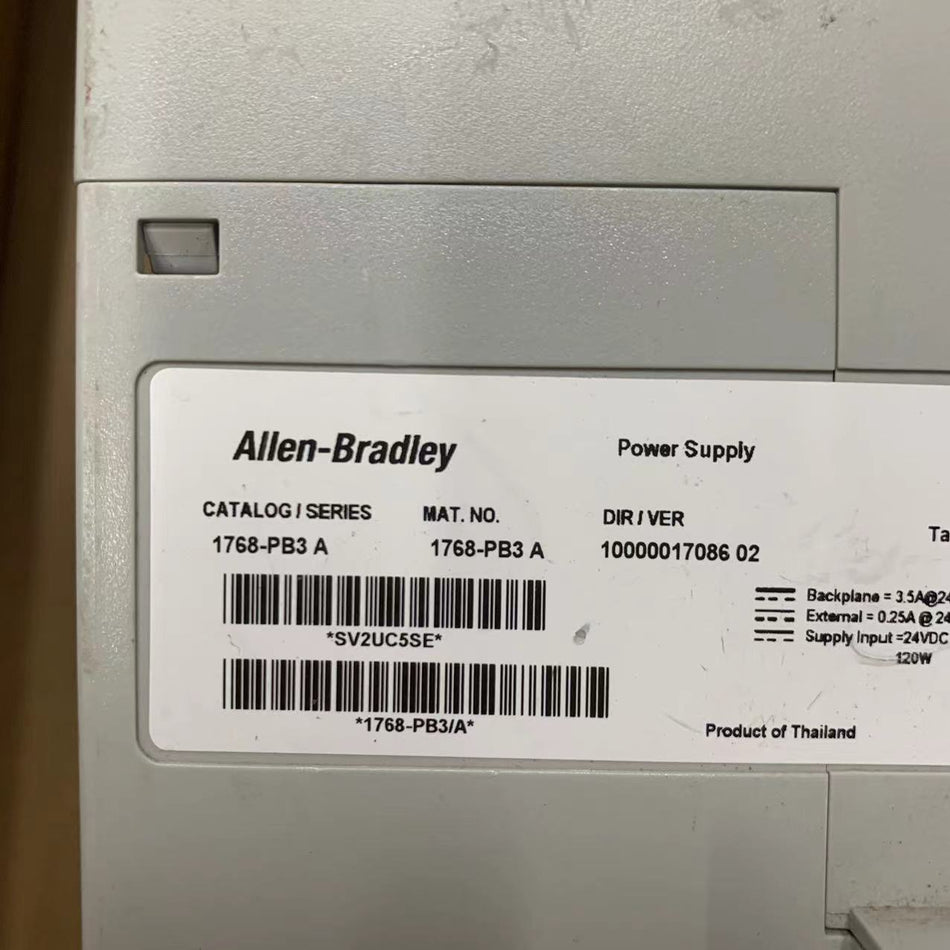 Allen-Bradley
Power Supply
CATALOG / SERIES
MAT. NO.
DIR / VER
1768-PB3 A
1768-PB3 A
10000017086 02
Ta
Backplane = 3.5A@24
External = 0.25A @ 24
Supply Input =24VDC
120W
*SV2UC5SE*
*1768-PB3/A*
Product of Thailand